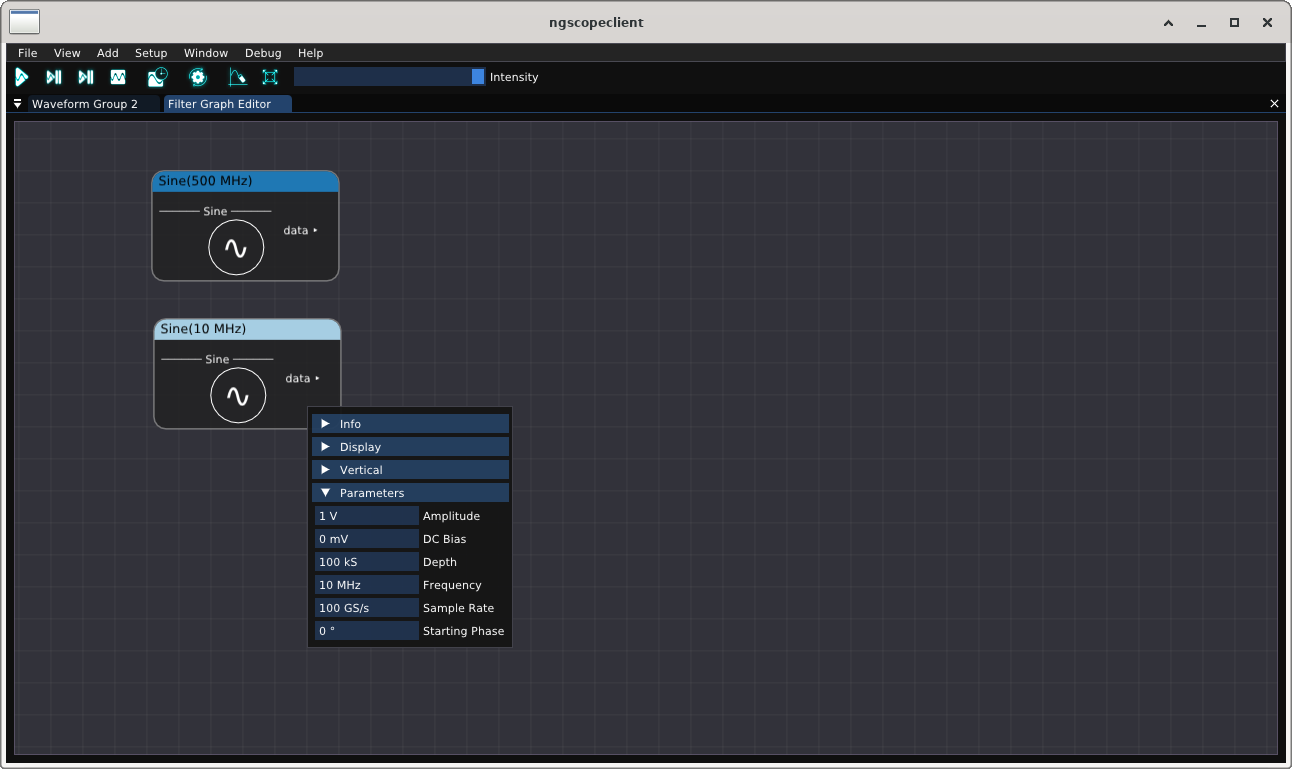 ngscopeclient
File View Add Setup Window Debug Help
Intensity
Waveform Group 2 Filter Graph Editor
Sine(500 MHz)
Sine
data
Sine(10 MHz)
Sine
data
Info
Display
Vertical
Parameters
1 V Amplitude
0 mV DC Bias
100 kS Depth
10 MHz Frequency
100 GS/s Sample Rate
0 ° Starting Phase